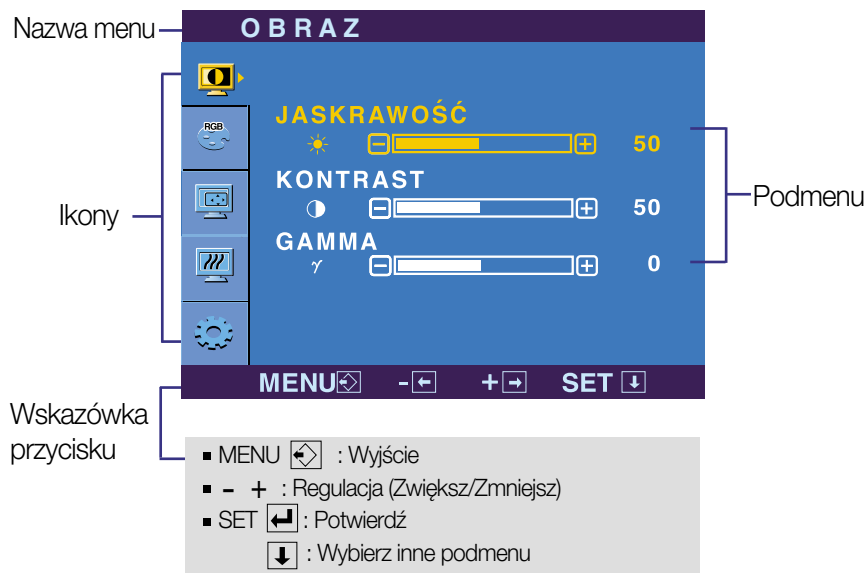 Nazwa menu
OBRAZ
RGB
JASKRAWOŚĆ
50
KONTRAST
50
GAMMA
γ 0
Ikony
Podmenu
MENU - + SET
Wskazówka
przycisku
MENU : Wyjście
- + : Regulacja (Zwiększ/Zmniejsz)
SET : Potwierdź
: Wybierz inne podmenu